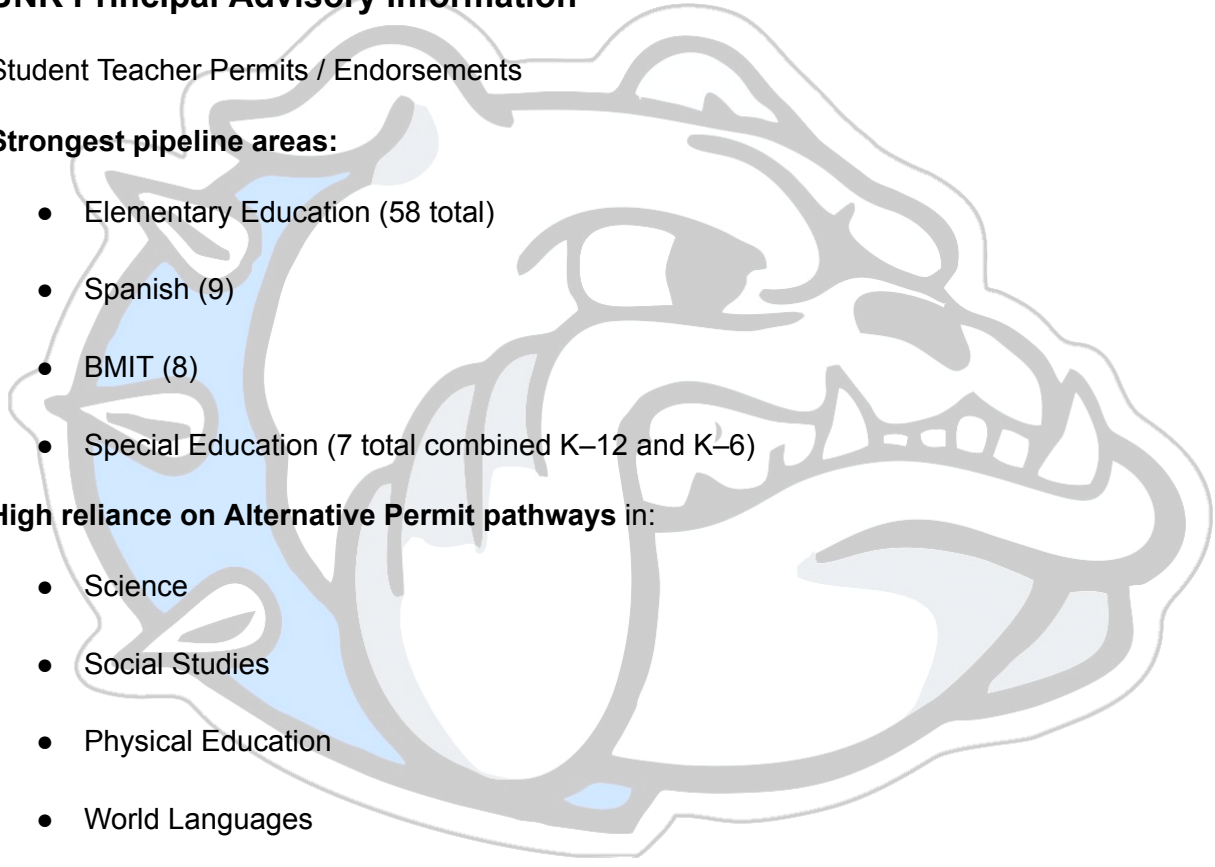 Principal Advisory Information
Student Teacher Permits / Endorsements
Strongest pipeline areas:
● Elementary Education (58 total)
● Spanish (9)
● BMIT (8)
● Special Education (7 total combined K–12 and K–6)
High reliance on Alternative Permit pathways in:
● Science
● Social Studies
● Physical Education
● World Languages